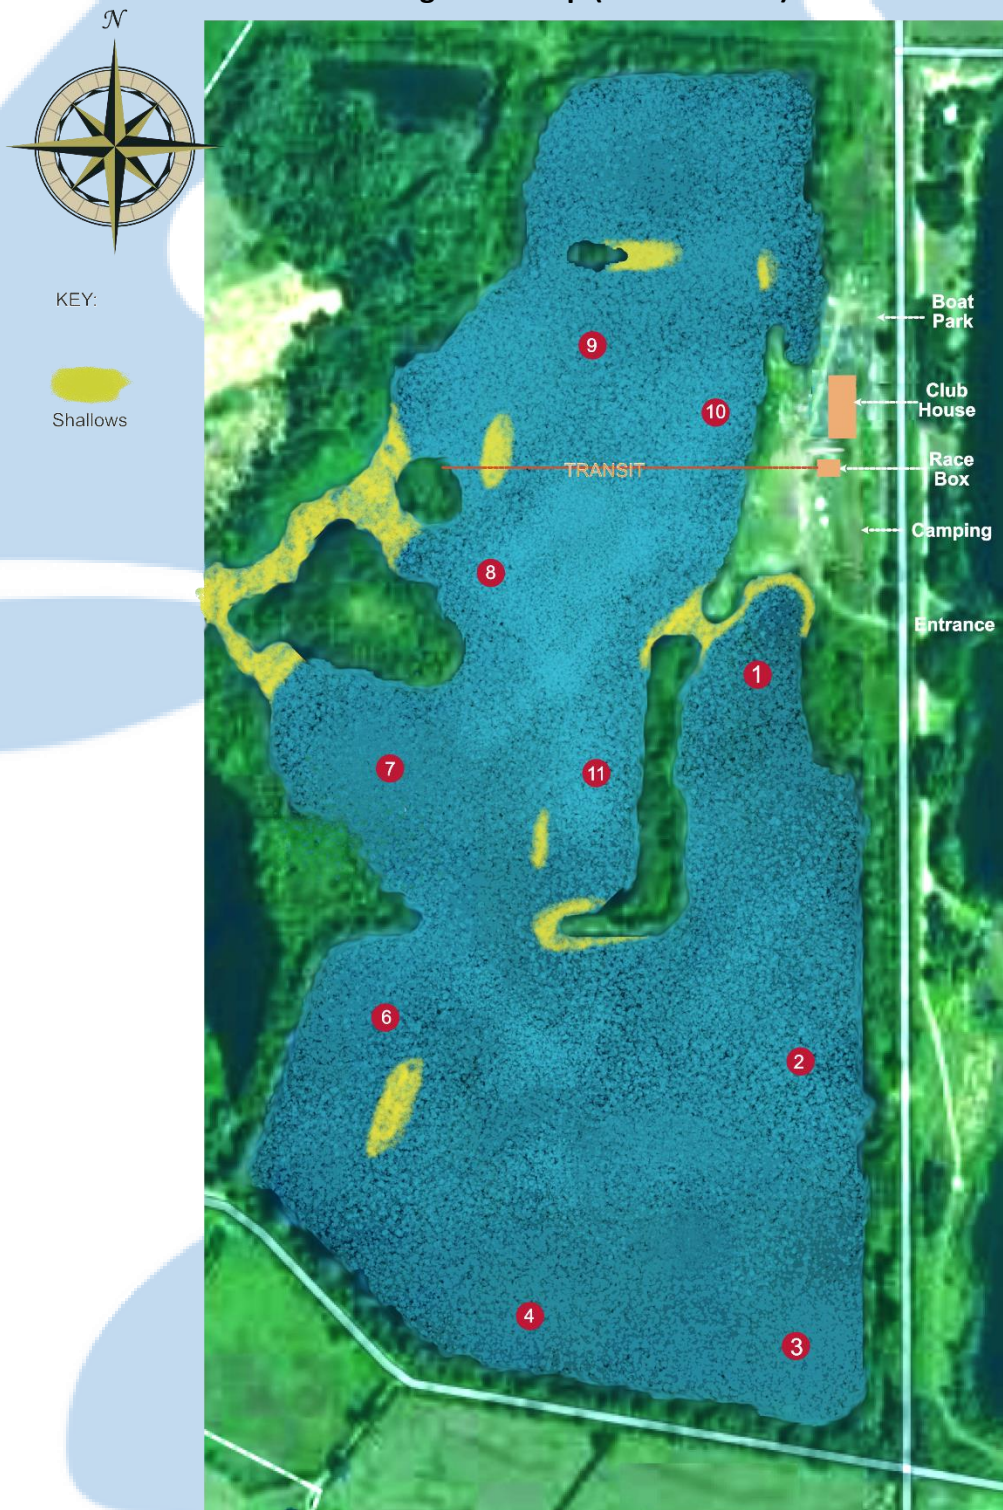 N
KEY:
Shallows
9
10
TRANSIT
8
1
7
11
6
2
4
3
Boat
Park
Club
House
Race
Box
Camping
Entrance